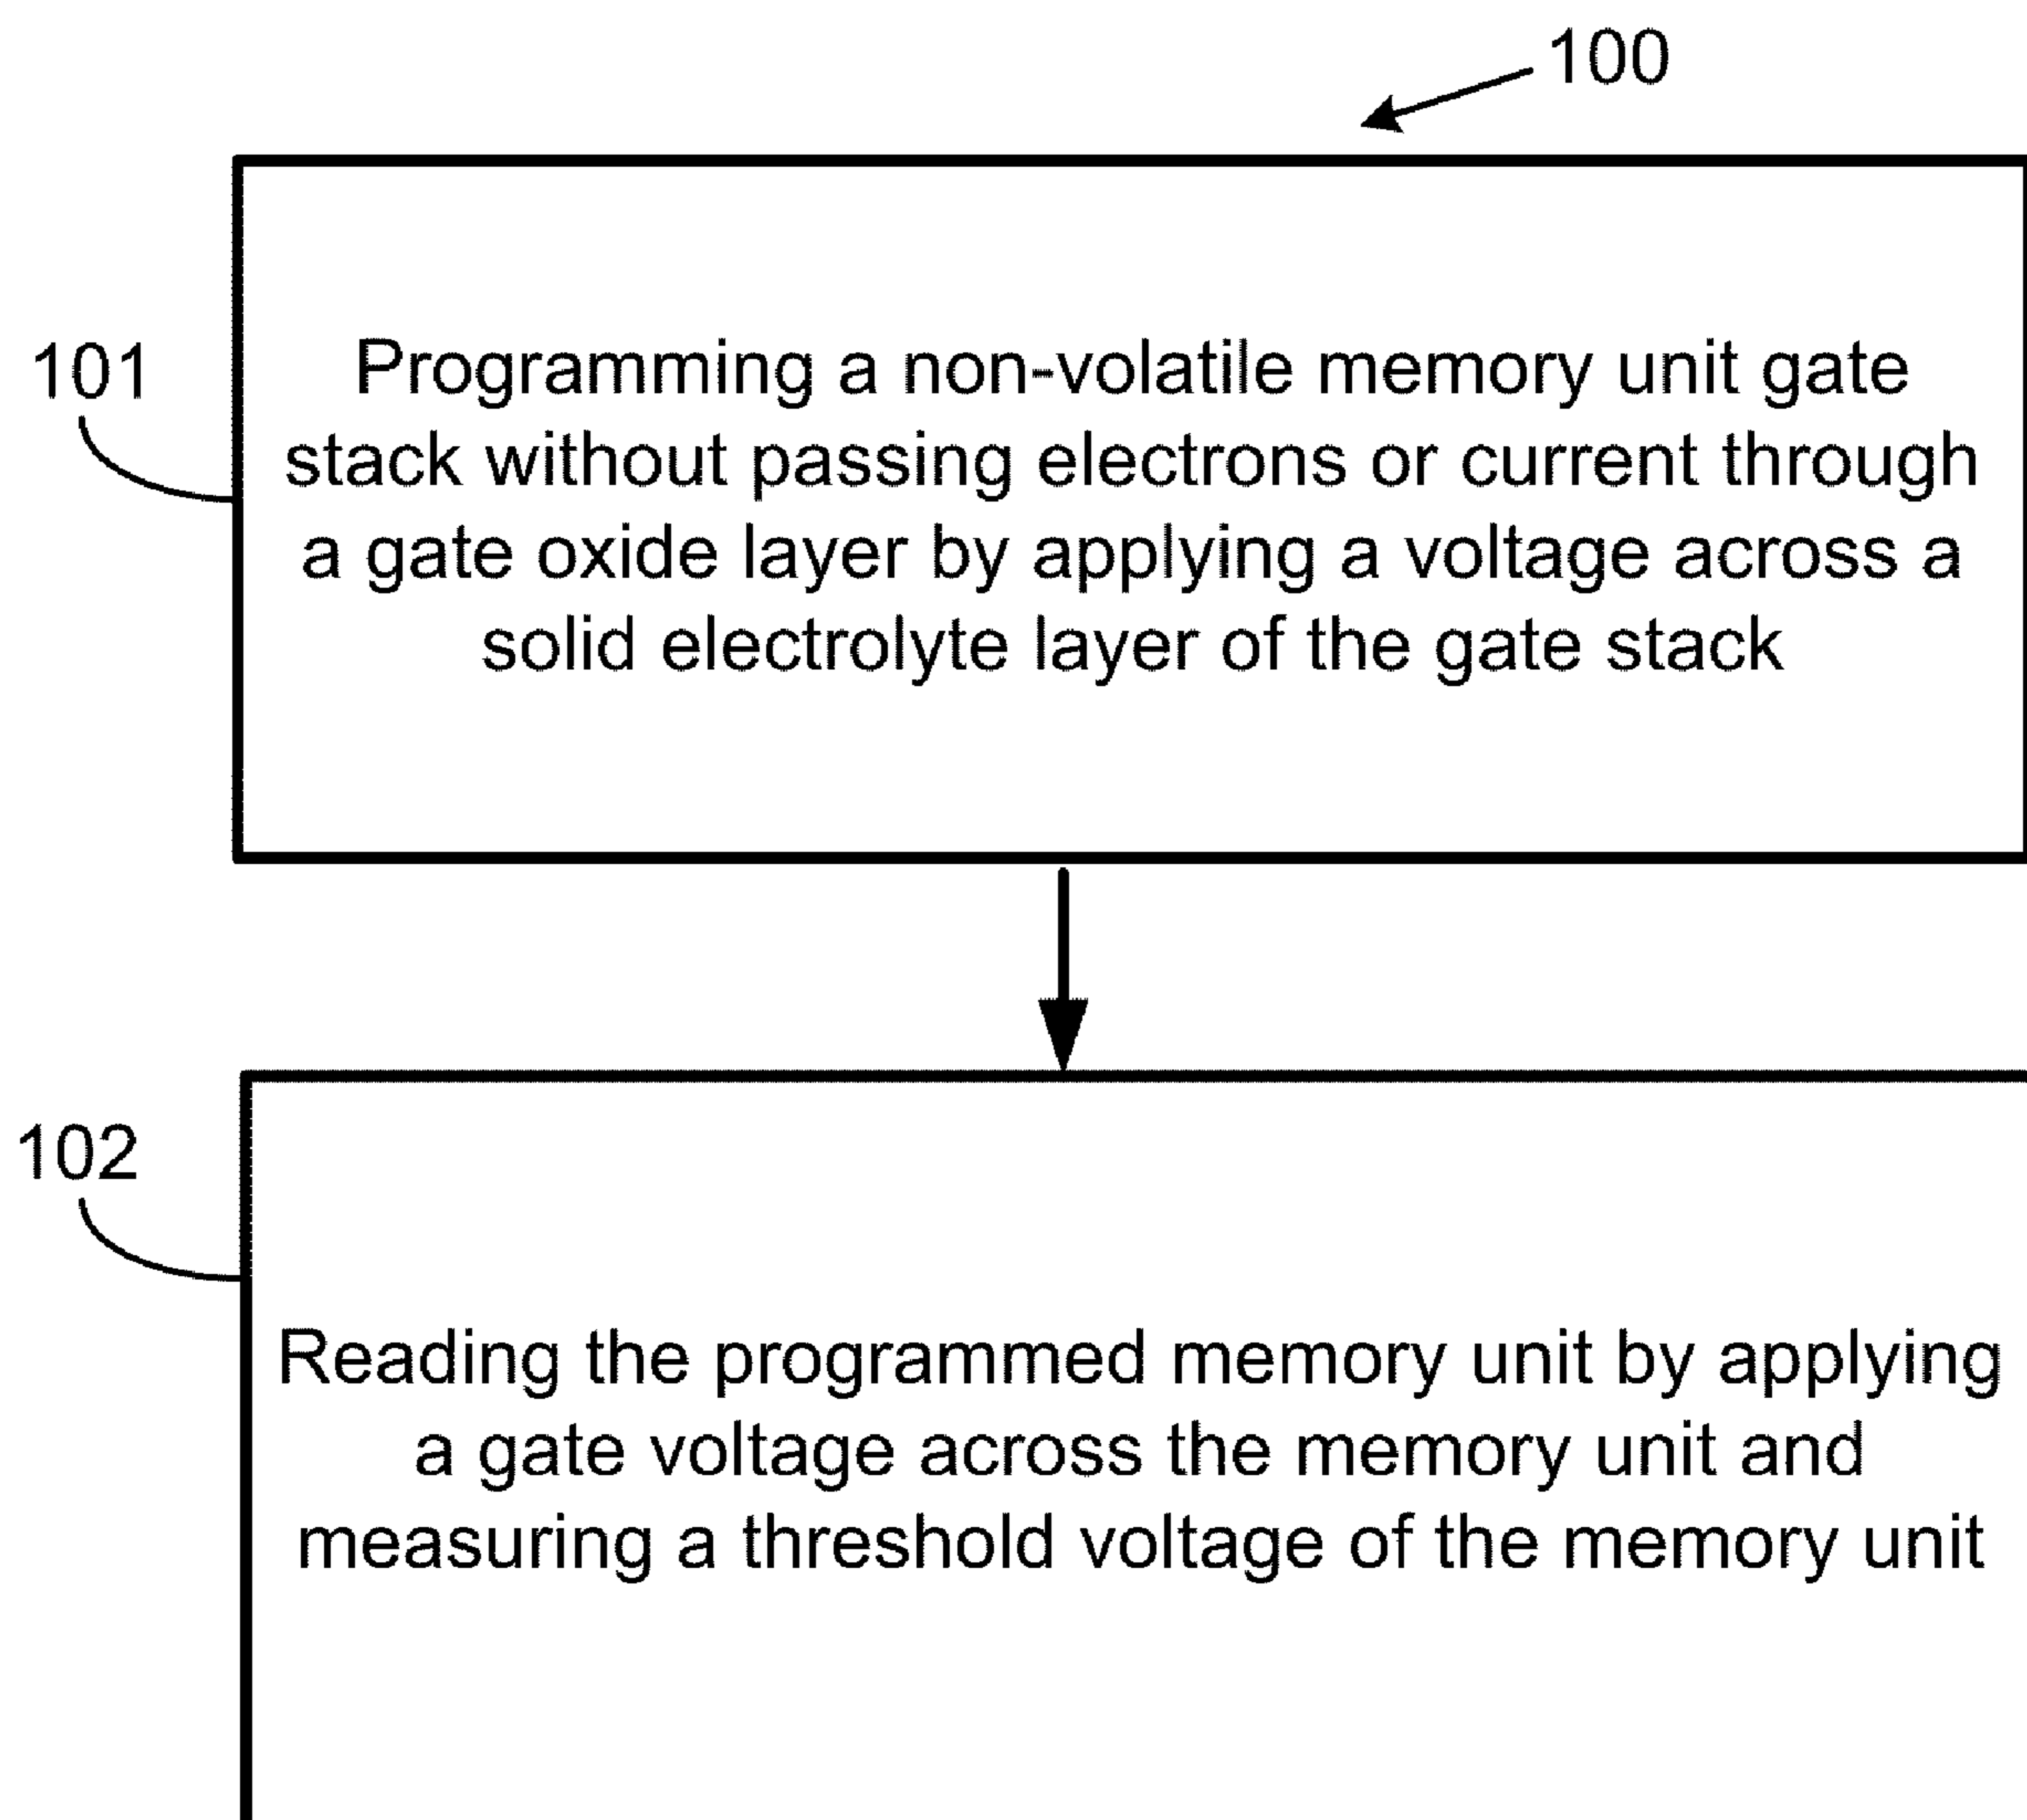 100
101
Programming a non-volatile memory unit gate
stack without passing electrons or current through
a gate oxide layer by applying a voltage across a
solid electrolyte layer of the gate stack
102
Reading the programmed memory unit by applying
a gate voltage across the memory unit and
measuring a threshold voltage of the memory unit